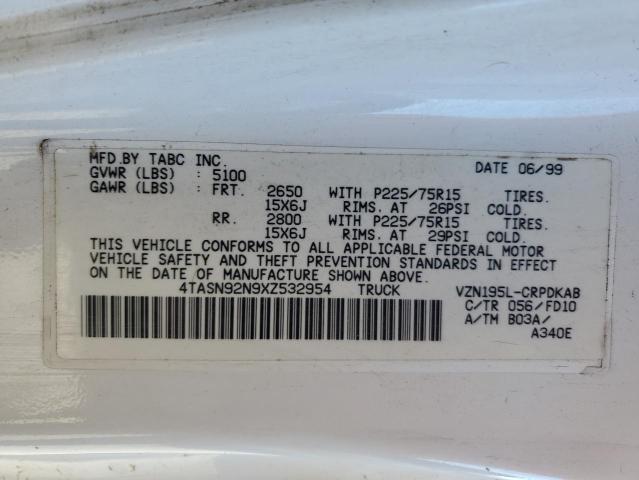 MFD.BY TABC INC. DATE 06/99
GVWR (LBS) : 5100
GAWR (LBS) : FRT. 2650 WITH P225/75R15 TIRES.
15X6J RIMS. AT 26PSI COLD.
RR. 2800 WITH P225/75R15 TIRES.
15X6J RIMS. AT 29PSI COLD.
THIS VEHICLE CONFORMS TO ALL APPLICABLE FEDERAL MOTOR
VEHICLE SAFETY AND THEFT PREVENTION STANDARDS IN EFFECT
ON THE DATE OF MANUFACTURE SHOWN ABOVE.
4TASN92N9XZ532954 TRUCK VZN195L-CRPDKAB
C/TR 056/FD10
A/TM B03A/
A340E